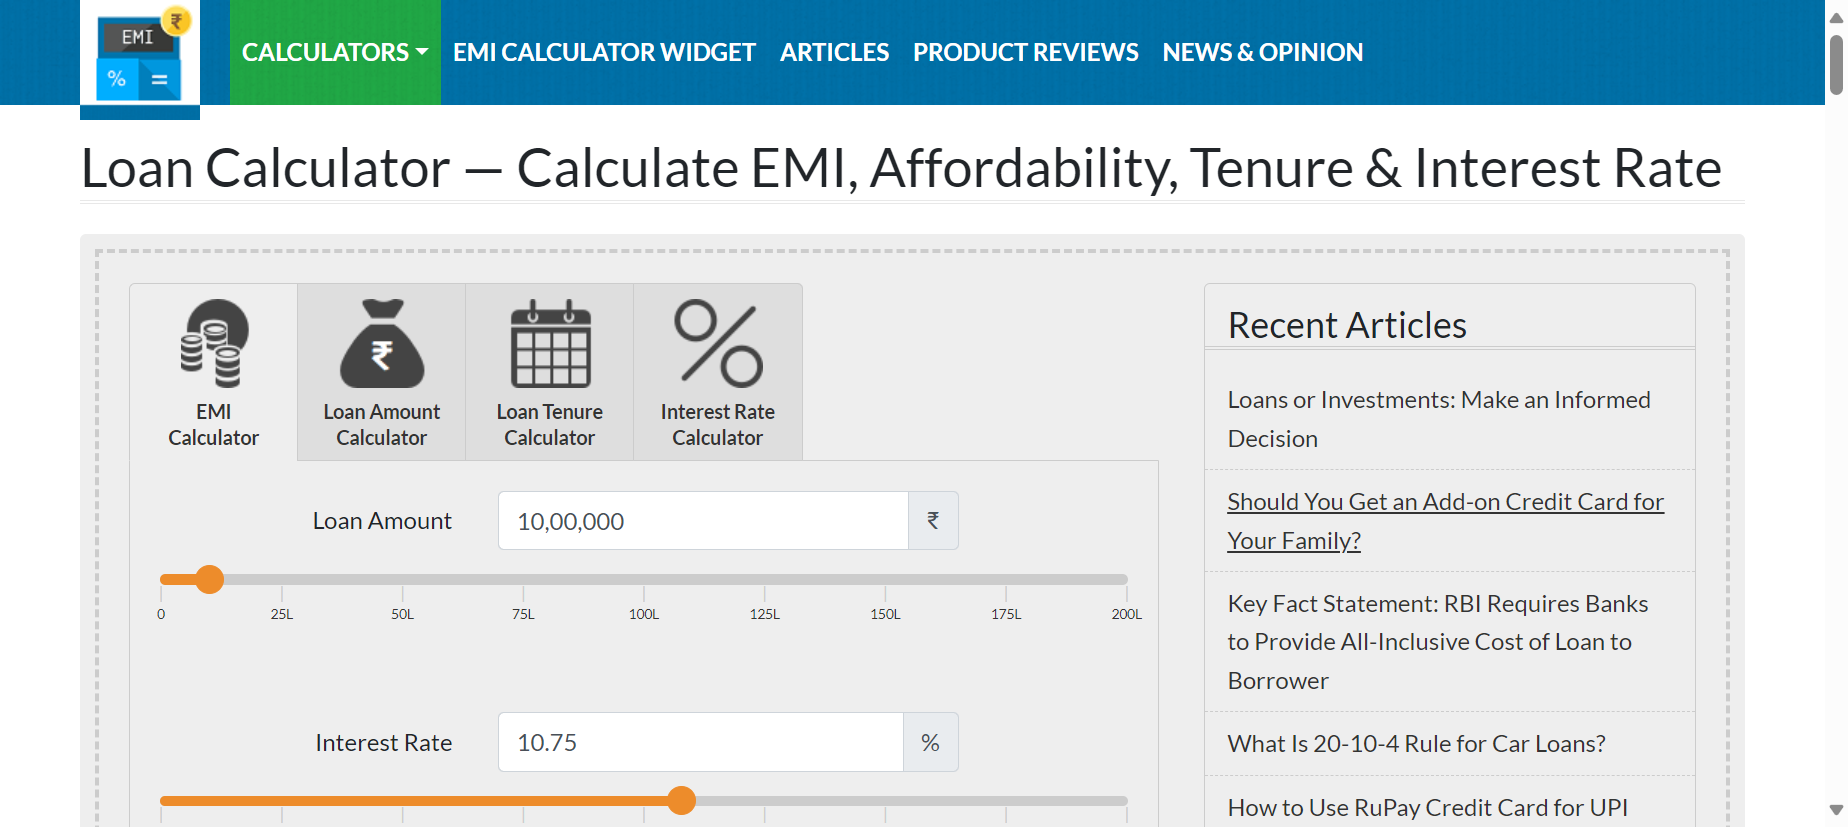 EMI
₹
%
=
CALCULATORS
EMI CALCULATOR WIDGET
ARTICLES
PRODUCT REVIEWS
NEWS & OPINION
Loan Calculator — Calculate EMI, Affordability, Tenure & Interest Rate
EMI
Calculator
₹
Loan Amount
Calculator
Loan Tenure
Calculator
Interest Rate
Calculator
Loan Amount
10,00,000
₹
0
25L
50L
75L
100L
125L
150L
175L
200L
Interest Rate
10.75
%
Recent Articles
Loans or Investments: Make an Informed
Decision
Should You Get an Add-on Credit Card for
Your Family?
Key Fact Statement: RBI Requires Banks
to Provide All-Inclusive Cost of Loan to
Borrower
What Is 20-10-4 Rule for Car Loans?
How to Use RuPay Credit Card for UPI